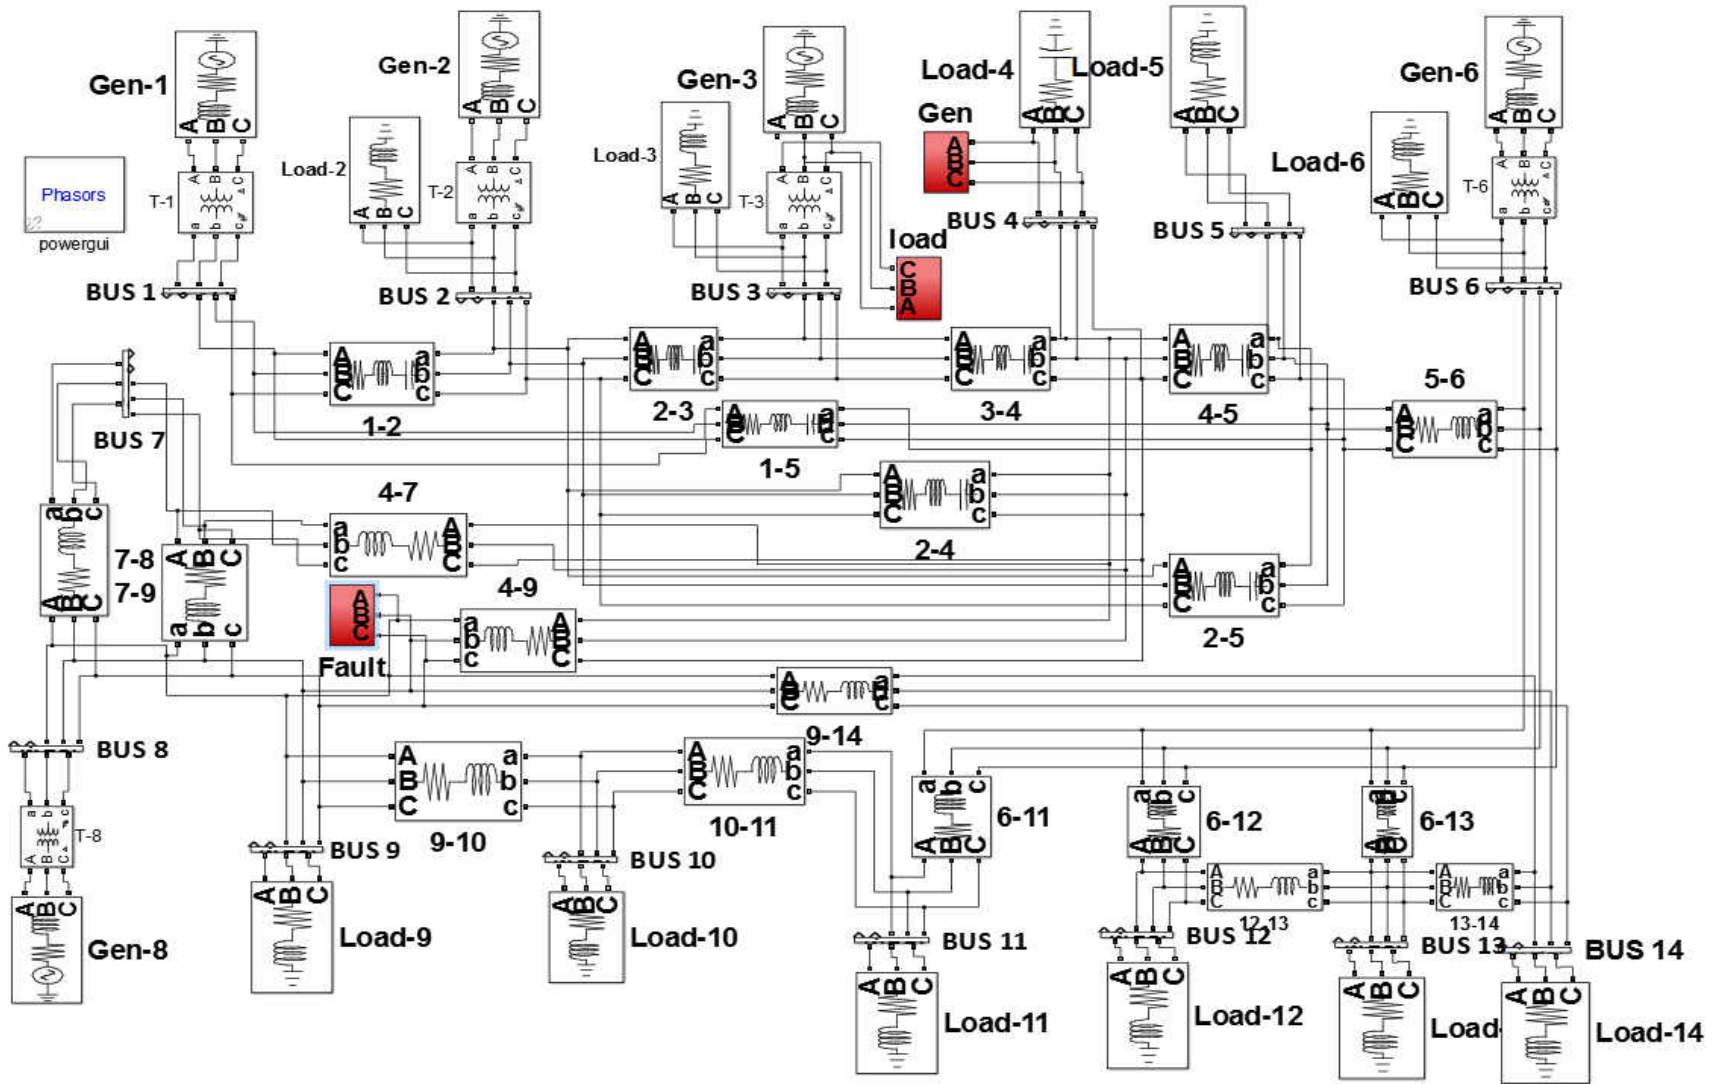 Gen-1
A B C
A B C
T-1
a b c
BUS 1
Phasors
powergui
Gen-2
A B C
Load-2
A B C
A B C
T-2
a b c
BUS 2
Gen-3
A B C
Load-3
A B C
A B C
T-3
a b c
BUS 3
load
C
B
A
Load-4
A B C
Gen
A
B
C
BUS 4
Load-5
A B C
BUS 5
Gen-6
A B C
Load-6
A B C
A B C
T-6
a b c
BUS 6
A a
B b
C c
1-2
A a
B b
C c
2-3
A a
B b
C c
3-4
A a
B b
C c
4-5
A a
B b
C c
5-6
A a
B b
C c
1-5
A a
B b
C c
2-4
A a
B b
C c
2-5
BUS 7
a b c
A B C
7-8
7-9
A B C
a b c
4-7
a A
b B
c C
4-9
a A
b B
c C
A
B
C
Fault
A a
B b
C c
9-14
BUS 8
a b c
T-8
A B C
A B C
Gen-8
A a
B b
C c
9-10
BUS 9
A B C
Load-9
A a
B b
C c
10-11
BUS 10
A B C
Load-10
a b c
A B C
6-11
BUS 11
A B C
Load-11
a b c
A B C
6-12
a b c
A B C
6-13
A a
B b
C c
12-13
A a
B b
C c
13-14
BUS 12
A B C
Load-12
BUS 13
A B C
Load-
BUS 14
A B C
Load-14